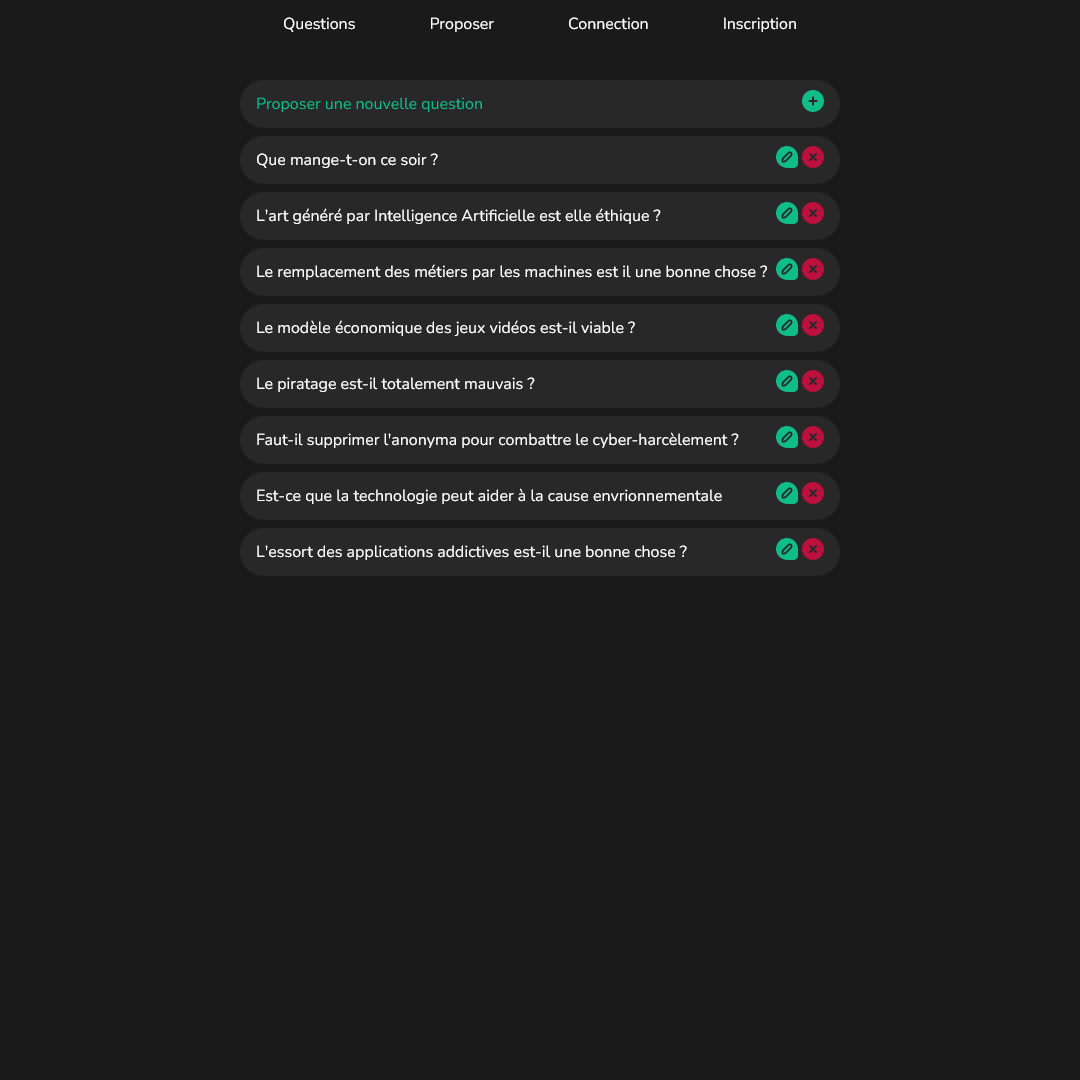 Questions Proposer Connection Inscription
Proposer une nouvelle question
Que mange-t-on ce soir ?
L'art généré par Intelligence Artificielle est elle éthique ?
Le remplacement des métiers par les machines est il une bonne chose ?
Le modèle économique des jeux vidéos est-il viable ?
Le piratage est-il totalement mauvais ?
Faut-il supprimer l'anonyma pour combattre le cyber-harcèlement ?
Est-ce que la technologie peut aider à la cause envrionnementale
L'essort des applications addictives est-il une bonne chose ?